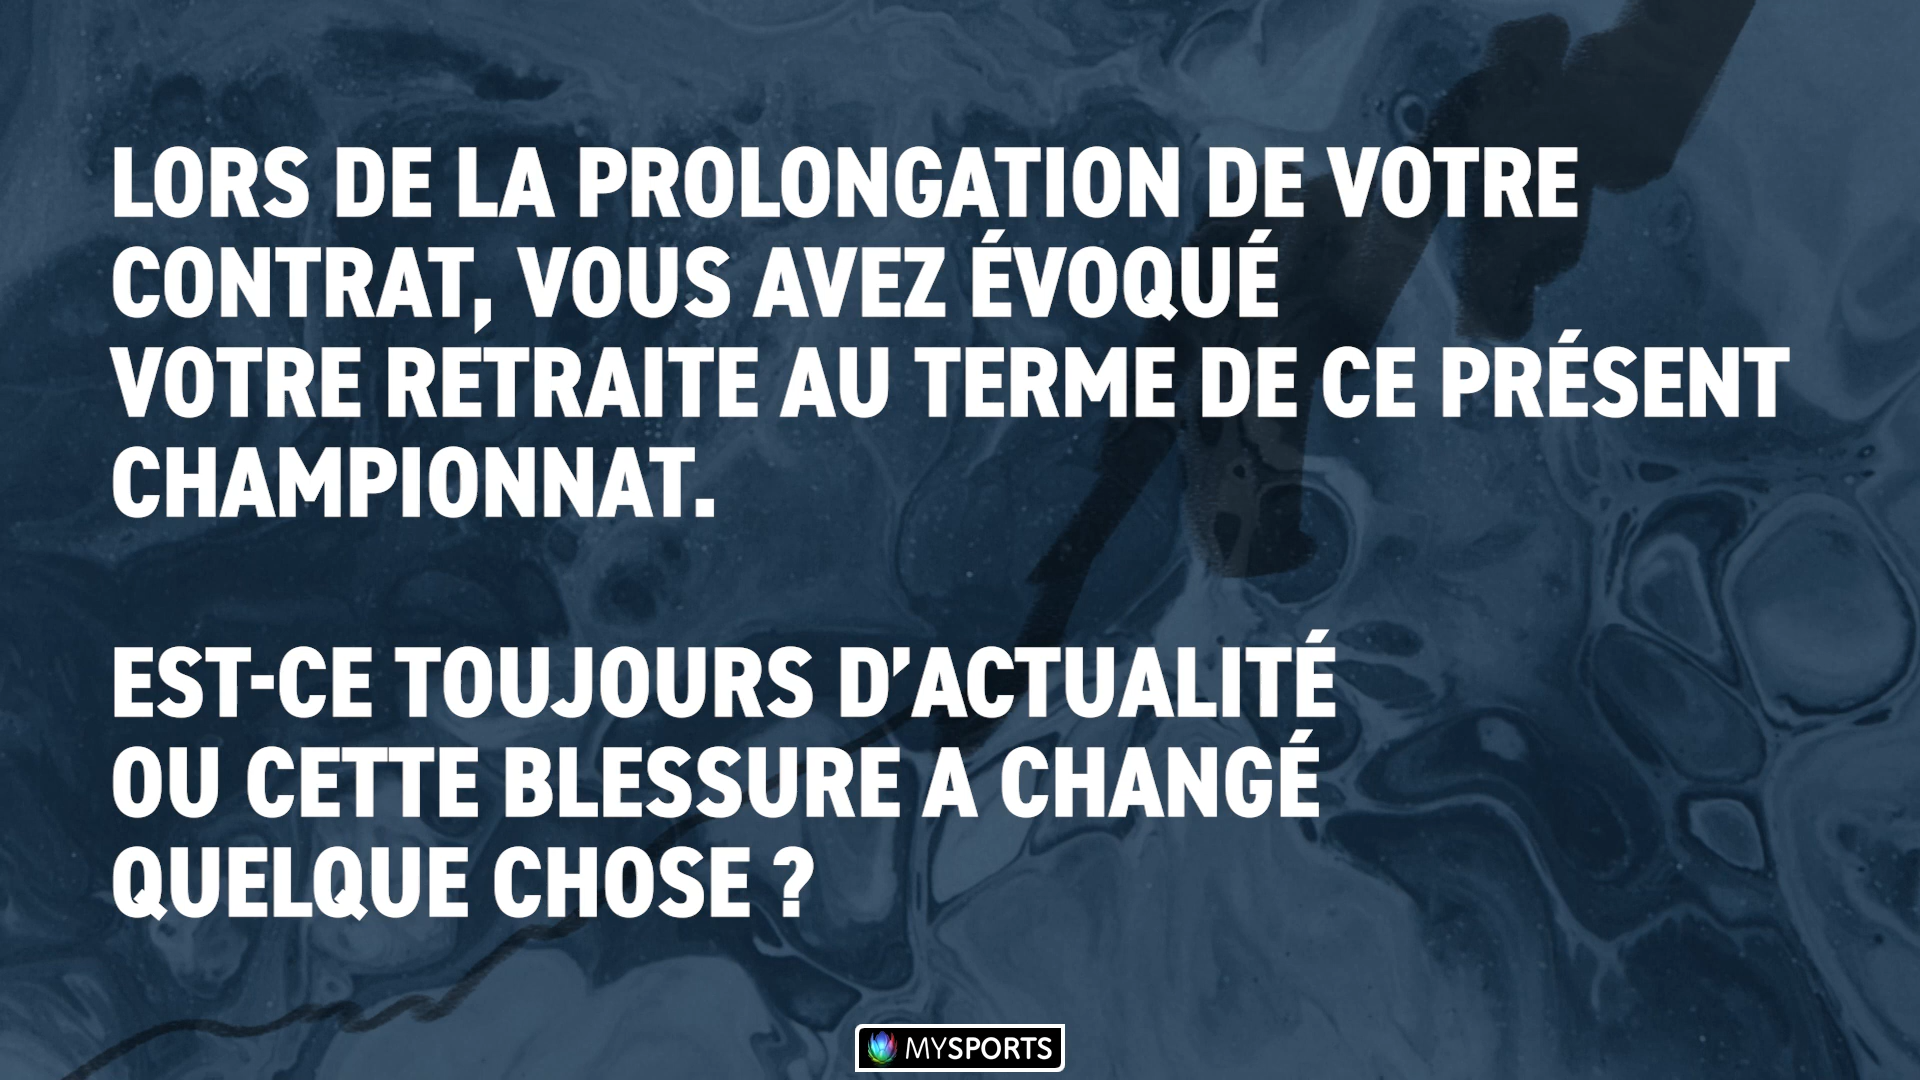 LORS DE LA PROLONGATION DE VOTRE
CONTRAT, VOUS AVEZ ÉVOQUÉ
VOTRE RETRAITE AU TERME DE CE PRÉSENT
CHAMPIONNAT.
EST-CE TOUJOURS D’ACTUALITÉ
OU CETTE BLESSURE A CHANGÉ
QUELQUE CHOSE ?
MYSPORTS